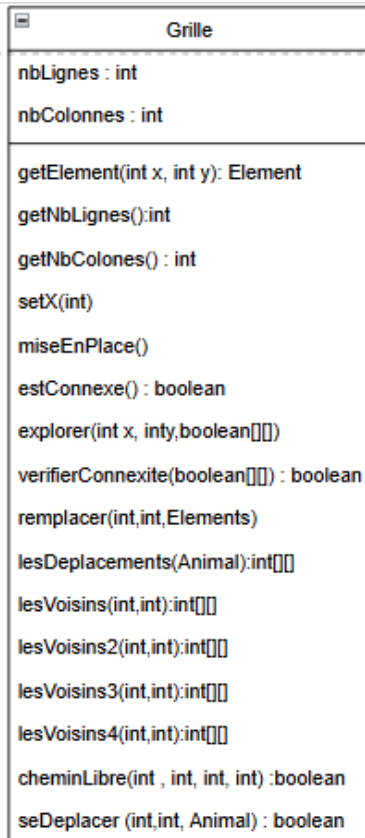 Grille
nbLignes : int
nbColonnes : int
getElement(int x, int y): Element
getNbLignes():int
getNbColones() : int
setX(int)
miseEnPlace()
estConnexe() : boolean
explorer(int x, inty,boolean[][])
verifierConnexite(boolean[][]) : boolean
remplacer(int,int,Elements)
lesDeplacements(Animal):int[][]
lesVoisins(int,int):int[][]
lesVoisins2(int,int):int[][]
lesVoisins3(int,int):int[][]
lesVoisins4(int,int):int[][]
cheminLibre(int , int, int, int) :boolean
seDeplacer (int,int, Animal) : boolean